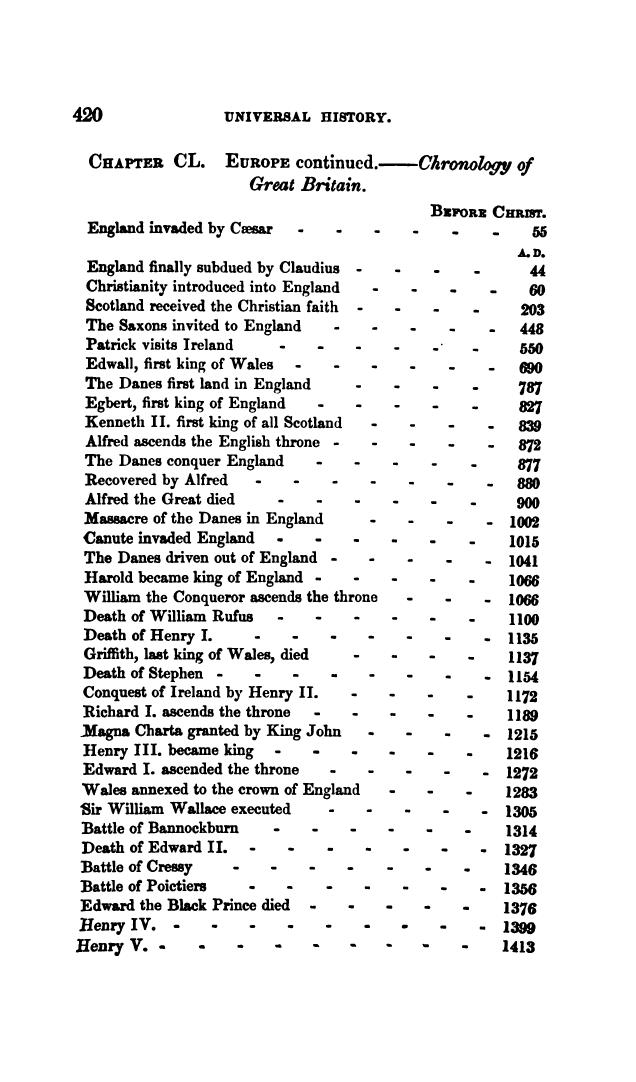 420 UNIVERSAL HISTORY.
CHAPTER CL. EUROPE continued.——Chronology of
Great Britain.
BEFORE CHRIST.
England invaded by Cæsar - - - - - - 55
A. D.
England finally subdued by Claudius - - - - 44
Christianity introduced into England - - - - 60
Scotland received the Christian faith - - - - 203
The Saxons invited to England - - - - - 448
Patrick visits Ireland - - - - - - 550
Edwall, first king of Wales - - - - - - 690
The Danes first land in England - - - - 787
Egbert, first king of England - - - - - 827
Kenneth II. first king of all Scotland - - - - 839
Alfred ascends the English throne - - - - - 872
The Danes conquer England - - - - - 877
Recovered by Alfred - - - - - - - 880
Alfred the Great died - - - - - - 900
Massacre of the Danes in England - - - - 1002
Canute invaded England - - - - - - 1015
The Danes driven out of England - - - - - 1041
Harold became king of England - - - - - 1066
William the Conqueror ascends the throne - - - 1066
Death of William Rufus - - - - - - 1100
Death of Henry I. - - - - - - - 1135
Griffith, last king of Wales, died - - - - 1137
Death of Stephen - - - - - - - - 1154
Conquest of Ireland by Henry II. - - - - 1172
Richard I. ascends the throne - - - - - 1189
Magna Charta granted by King John - - - - 1215
Henry III. became king - - - - - - 1216
Edward I. ascended the throne - - - - - 1272
Wales annexed to the crown of England - - - 1283
Sir William Wallace executed - - - - - 1305
Battle of Bannockburn - - - - - - 1314
Death of Edward II. - - - - - - - 1327
Battle of Cressy - - - - - - - 1346
Battle of Poictiers - - - - - - - 1356
Edward the Black Prince died - - - - - 1376
Henry IV. - - - - - - - - - 1399
Henry V. - - - - - - - - - 1413